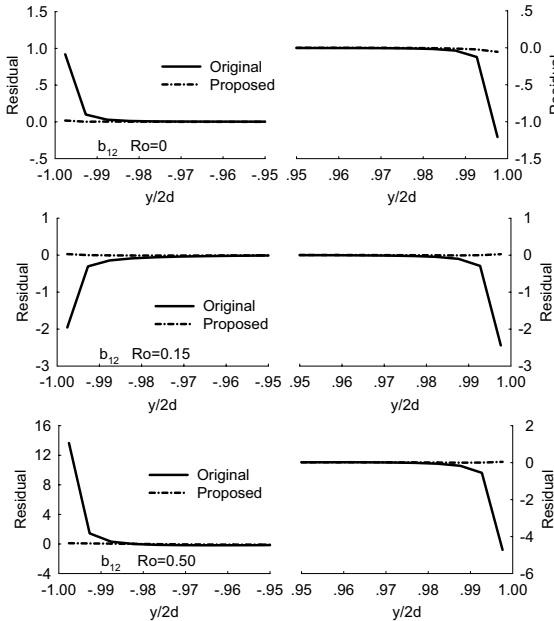 1.5
1.0
.5
0.0
-.5
Residual
Original
Proposed
b12 Ro=0
-1.00 -.99 -.98 -.97 -.96 -.95
y/2d
.5
0.0
-.5
-1.0
-1.5
Residual
.95 .96 .97 .98 .99 1.00
y/2d
1
0
-1
-2
-3
Residual
Original
Proposed
b12 Ro=0.15
-1.00 -.99 -.98 -.97 -.96 -.95
y/2d
1
0
-1
-2
-3
Residual
.95 .96 .97 .98 .99 1.00
y/2d
16
12
8
4
0
-4
Residual
Original
Proposed
b12 Ro=0.50
-1.00 -.99 -.98 -.97 -.96 -.95
y/2d
2
0
-2
-4
-6
Residual
.95 .96 .97 .98 .99 1.00
y/2d